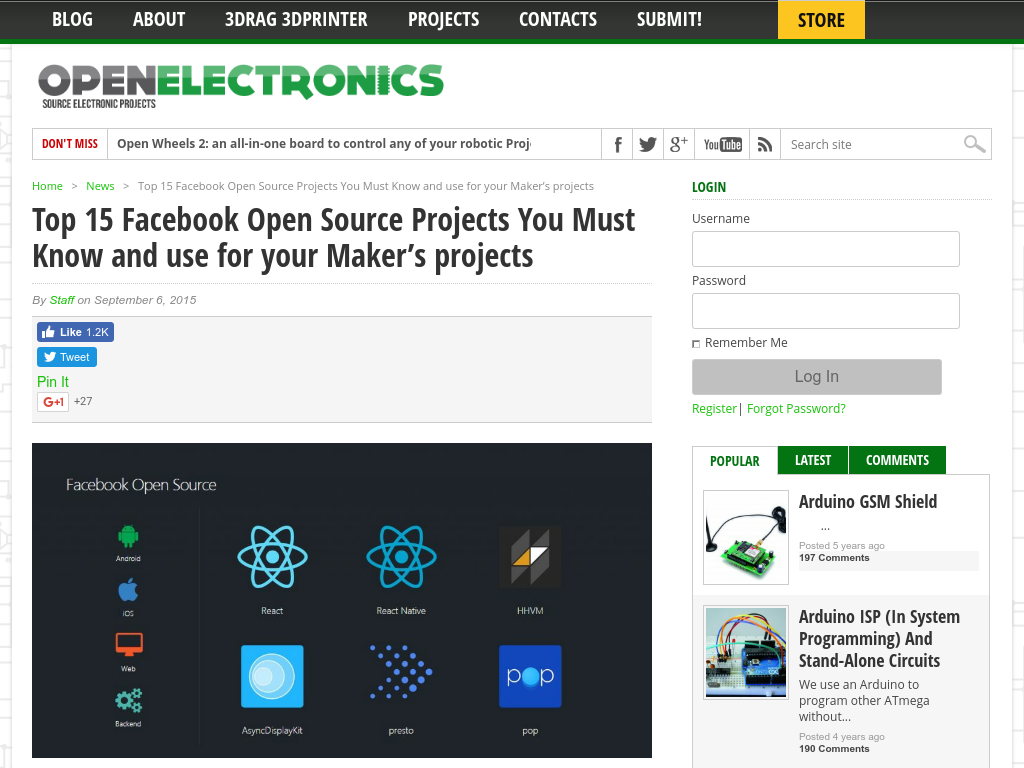 BLOG ABOUT 3DRAG 3DPRINTER PROJECTS CONTACTS SUBMIT! STORE
OPENELECTRONICS
SOURCE ELECTRONIC PROJECTS
DON'T MISS Open Wheels 2: an all-in-one board to control any of your robotic Proj
f g+ You Tube Search site
Home > News > Top 15 Facebook Open Source Projects You Must Know and use for your Maker's projects
Top 15 Facebook Open Source Projects You Must
Know and use for your Maker’s projects
By Staff on September 6, 2015
Like 1.2K
Tweet
Pin It
G+1 +27
Facebook Open Source
Android
iOS
Web
Backend
React React Native HHVM
pop
AsyncDisplayKit presto pop
LOGIN
Username
Password
Remember Me
Log In
Register| Forgot Password?
POPULAR LATEST COMMENTS
Arduino GSM Shield
...
Posted 5 years ago
197 Comments
Arduino ISP (In System
Programming) And
Stand-Alone Circuits
We use an Arduino to
program other ATmega
without...
Posted 4 years ago
190 Comments